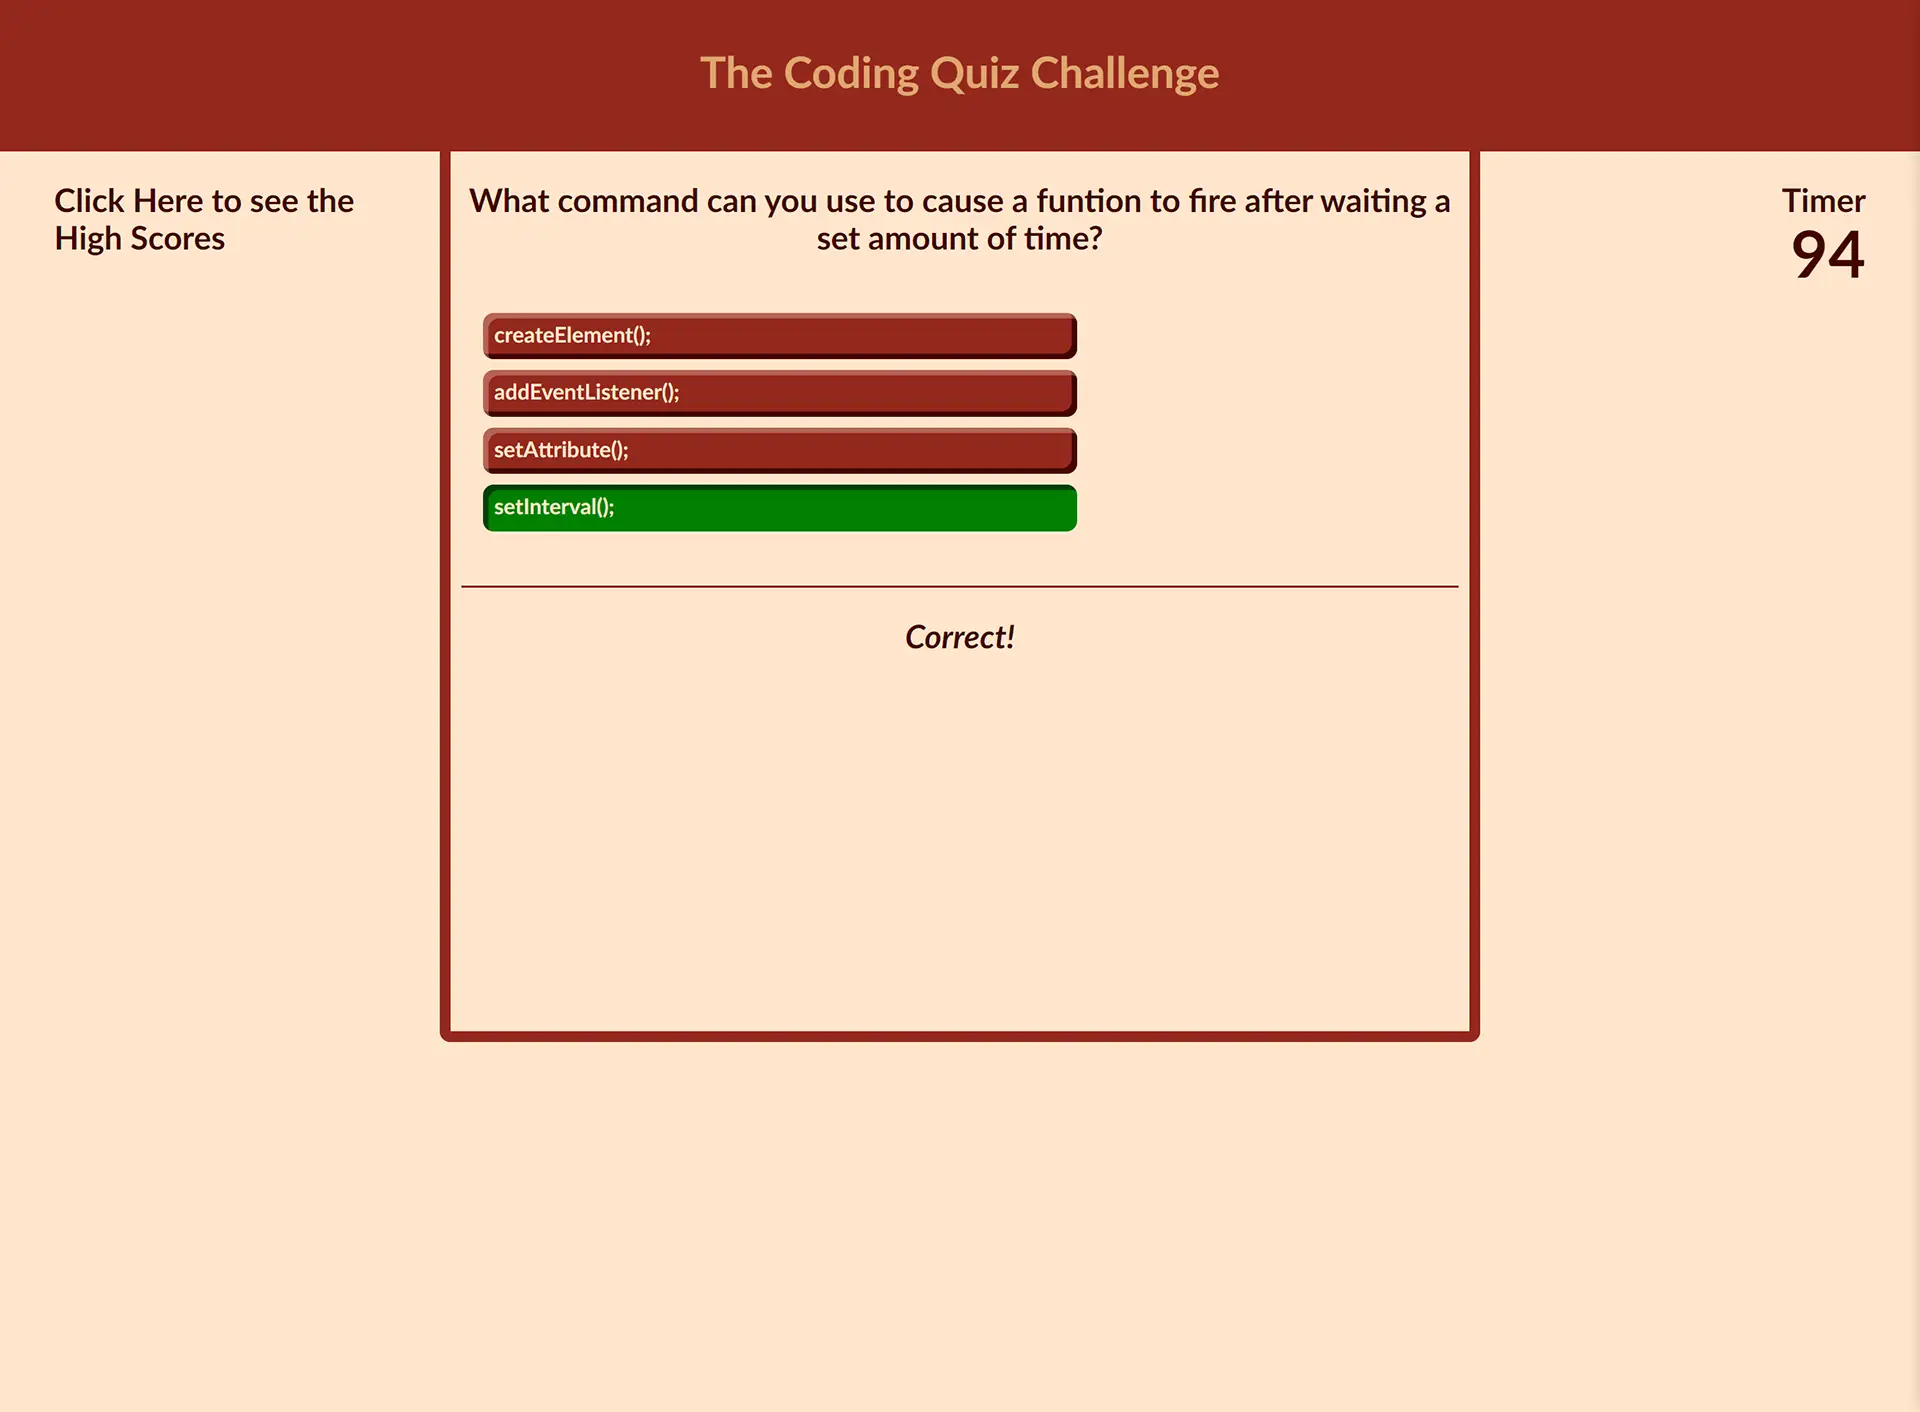 The Coding Quiz Challenge
Click Here to see the
High Scores
What command can you use to cause a funtion to fire after waiting a
set amount of time?
Timer
94
createElement();
addEventListener();
setAttribute();
setInterval();
Correct!